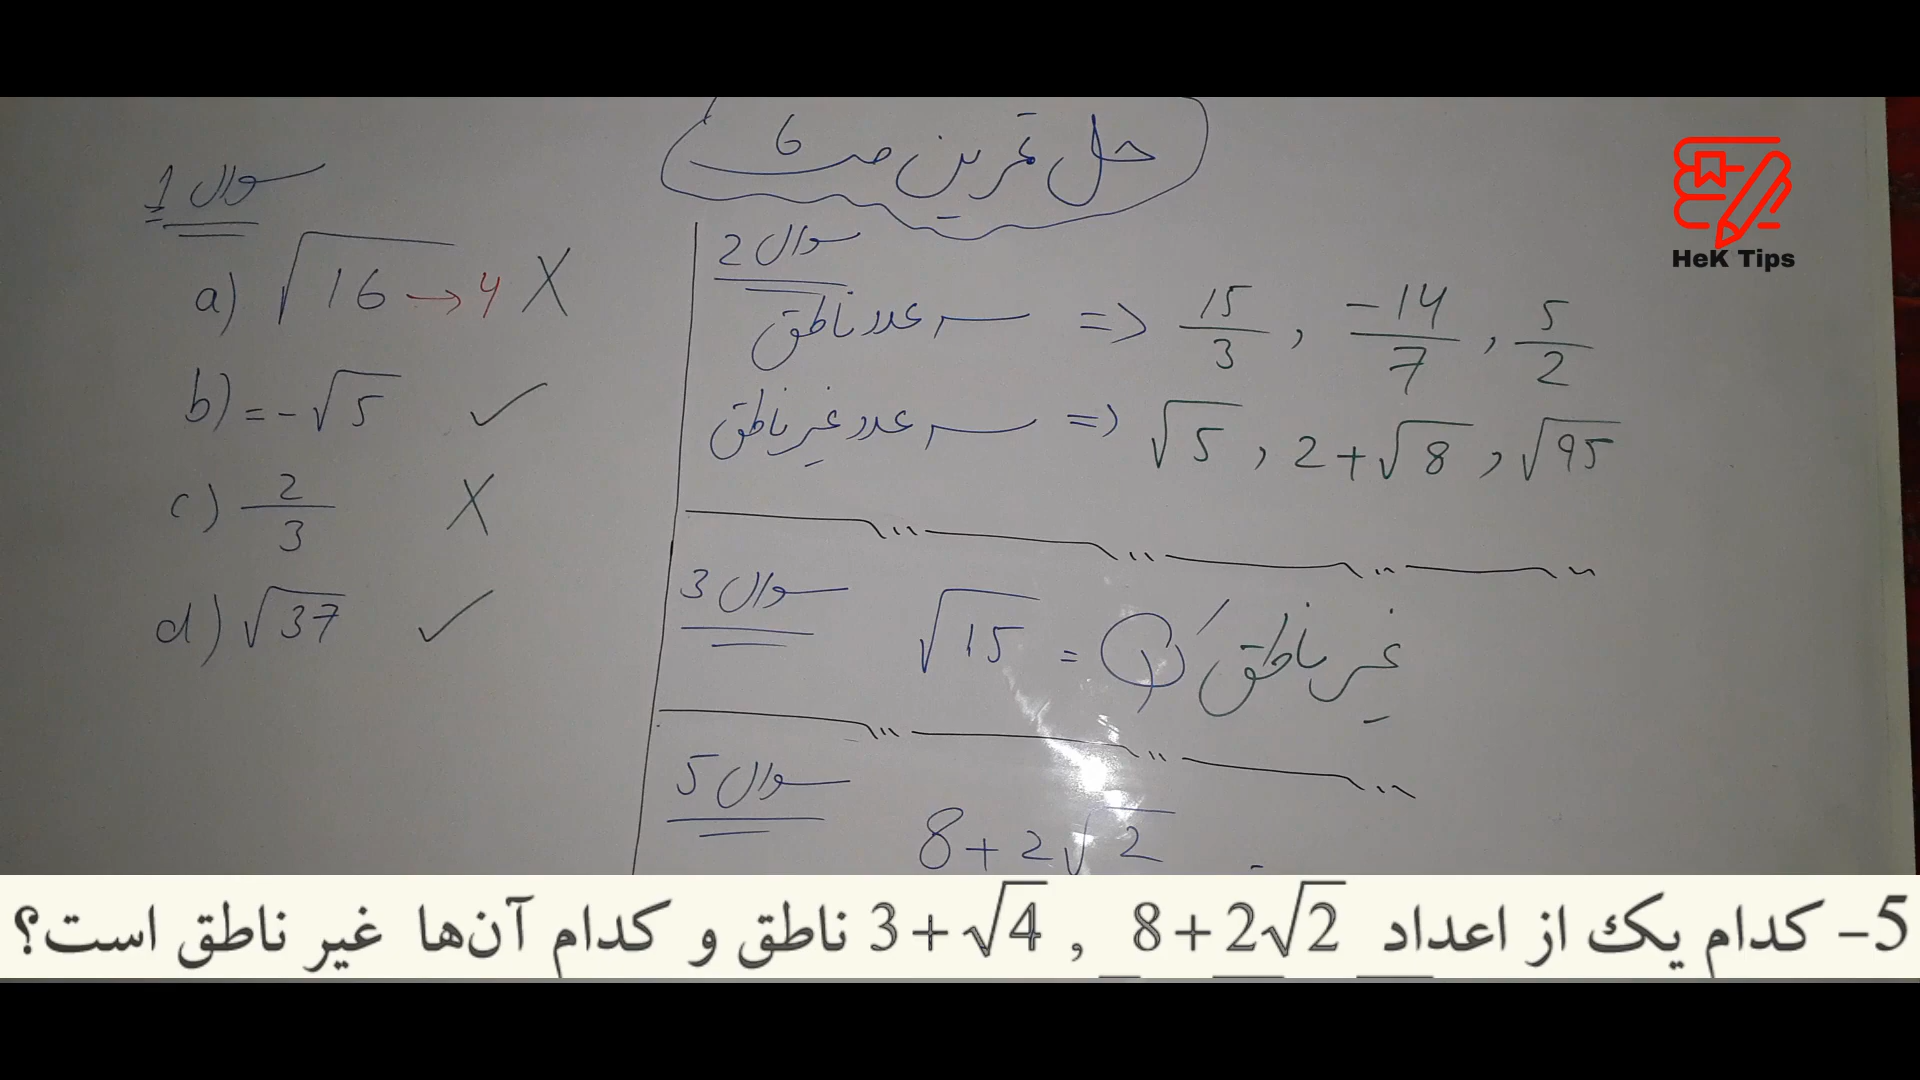 حل تمرین ص 6
سوال 1
a) √16 → 4 X
b) = -√5 ✓
c) 2/3 X
d) √37 ✓
سوال 2
سه عدد ناطق => 15/3 , -14/7 , 5/2
سه عدد غیر ناطق => √5 , 2+√8 , √95
سوال 3
√15 = Q' غیر ناطق
سوال 5
8+2√2
5- کدام یک از اعداد 8+2√2 , 3+√4 ناطق و کدام آن‌ها غیر ناطق است؟
HeK Tips